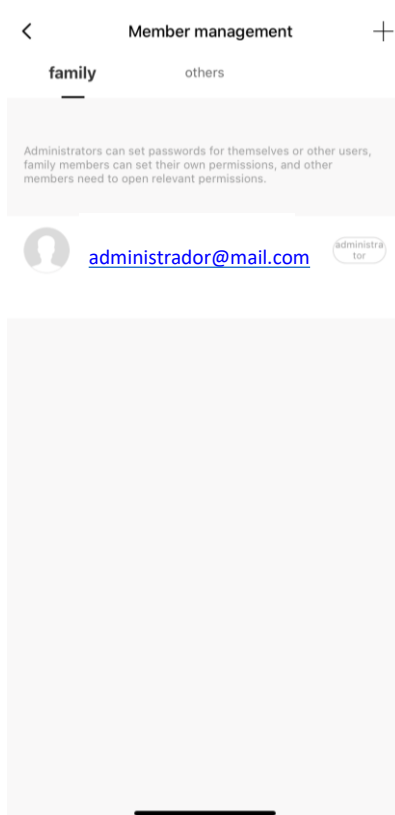 Member management
family others
Administrators can set passwords for themselves or other users,
family members can set their own permissions, and other
members need to open relevant permissions.
administrador@mail.com
administra
tor